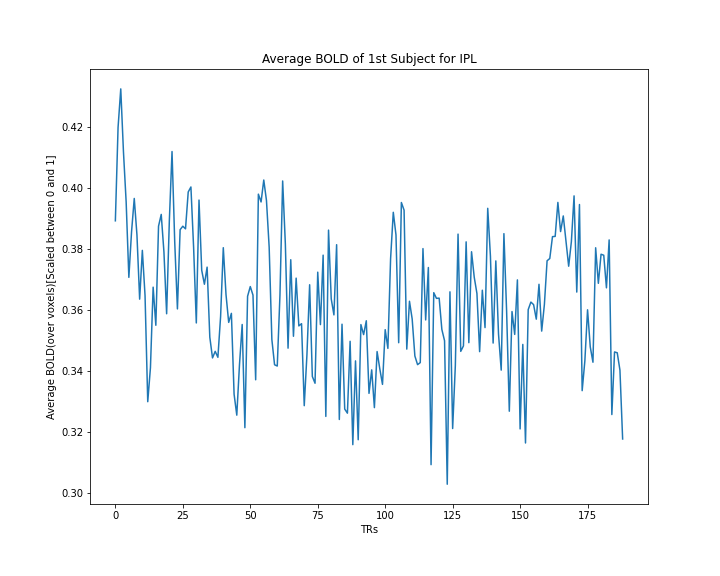 Average BOLD of 1st Subject for IPL
Average BOLD(over voxels)[Scaled between 0 and 1]
0.42
0.40
0.38
0.36
0.34
0.32
0.30
0 25 50 75 100 125 150 175
TRs